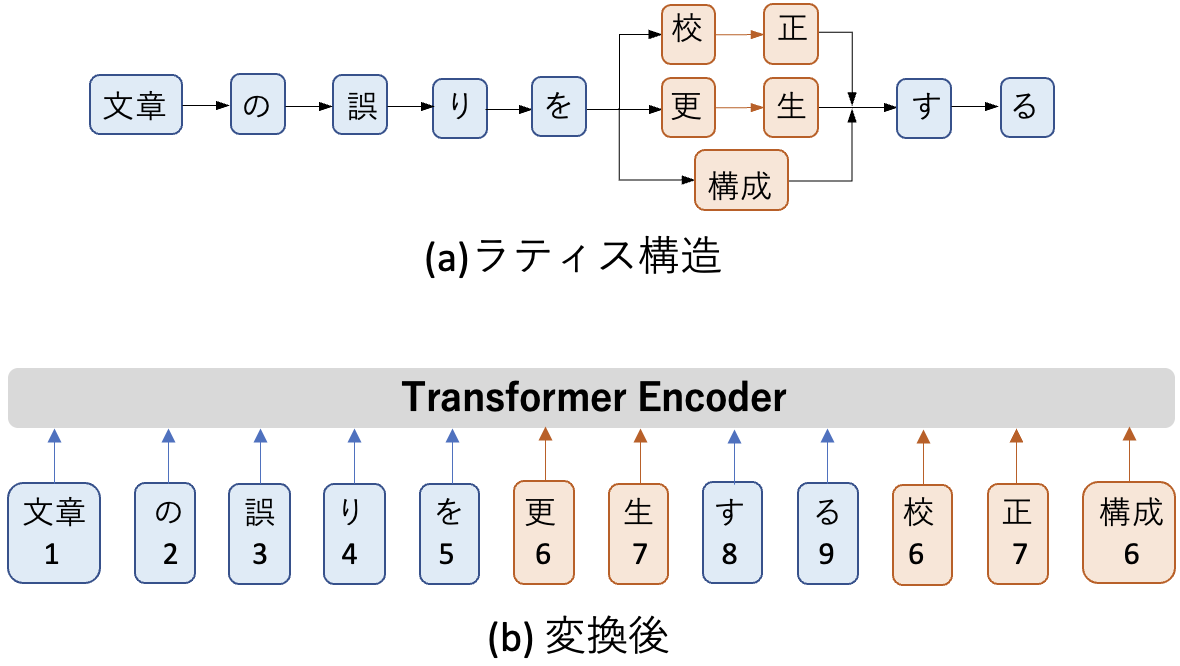 校 正
文章 の 誤 り を 更 生 す る
構成
(a)ラティス構造
Transformer Encoder
文章 の 誤 り を 更 生 す る 校 正 構成
1 2 3 4 5 6 7 8 9 6 7 6
(b) 変換後